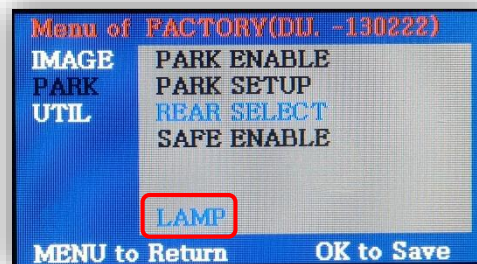 Menu of FACTORY(DIJ. -130222)
IMAGE PARK ENABLE
PARK PARK SETUP
UTIL REAR SELECT
SAFE ENABLE
LAMP
MENU to Return OK to Save